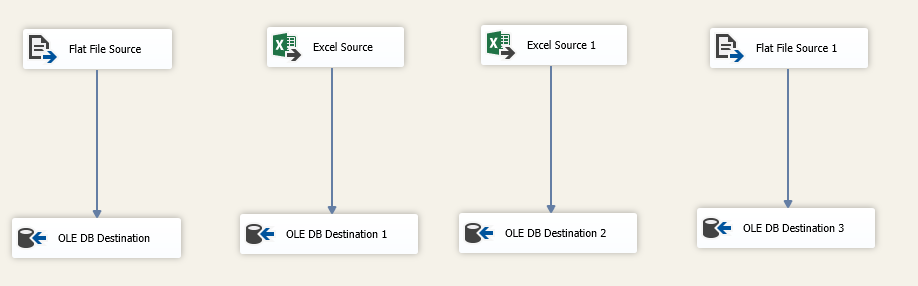 Flat File Source
Excel Source
Excel Source 1
Flat File Source 1
OLE DB Destination
OLE DB Destination 1
OLE DB Destination 2
OLE DB Destination 3